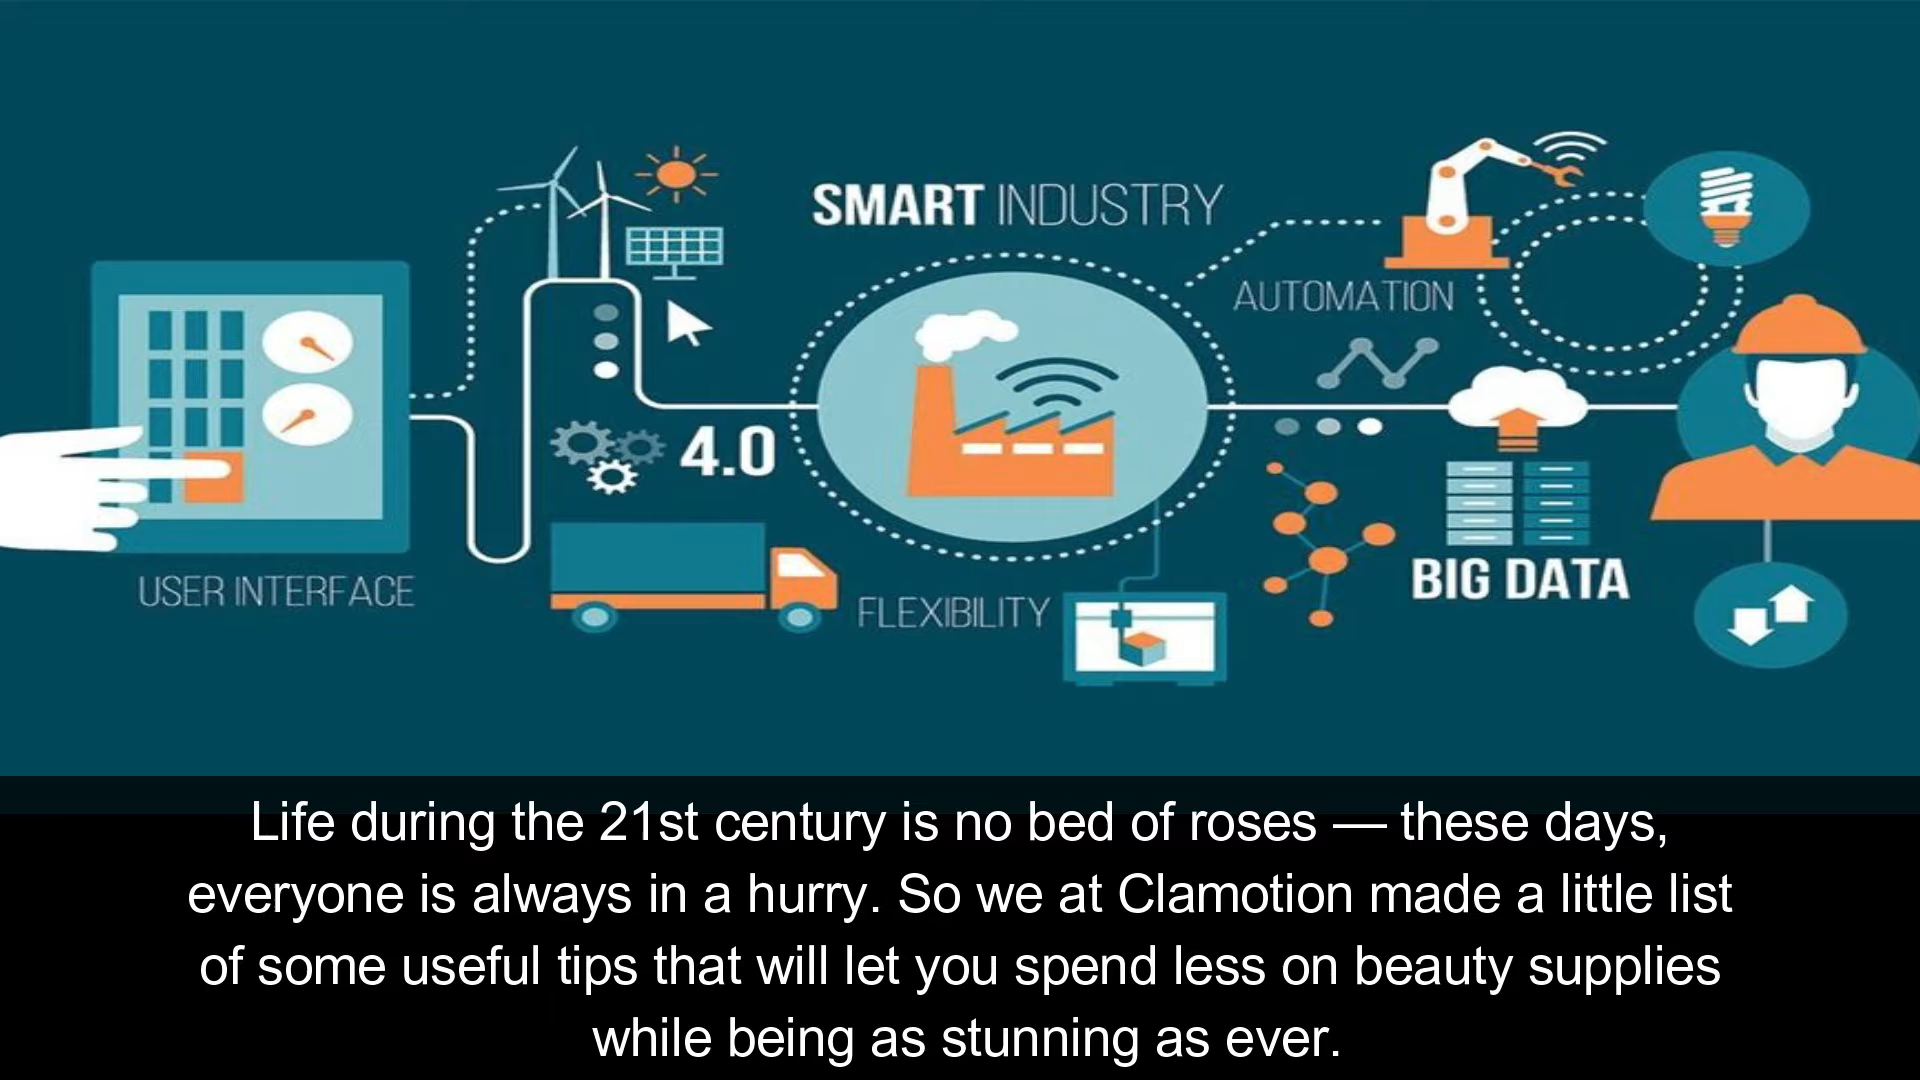 SMART INDUSTRY
AUTOMATION
4.0
USER INTERFACE
FLEXIBILITY
BIG DATA
Life during the 21st century is no bed of roses — these days,
everyone is always in a hurry. So we at Clamotion made a little list
of some useful tips that will let you spend less on beauty supplies
while being as stunning as ever.